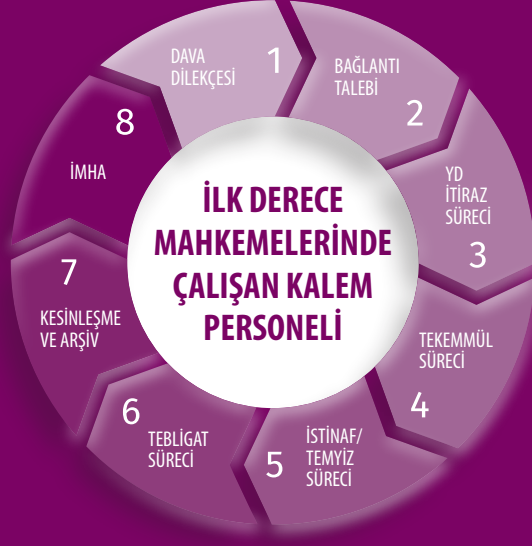 İLK DERECE
MAHKEMELERİNDE
ÇALIŞAN KALEM
PERSONELİ
1
DAVA
DİLEKÇESİ
2
BAĞLANTI
TALEBİ
3
YD
İTİRAZ
SÜRECİ
4
TEKEMMÜL
SÜRECİ
5
İSTİNAF/
TEMYİZ
SÜRECİ
6
TEBLİGAT
SÜRECİ
7
KESİNLEŞME
VE ARŞİV
8
İMHA